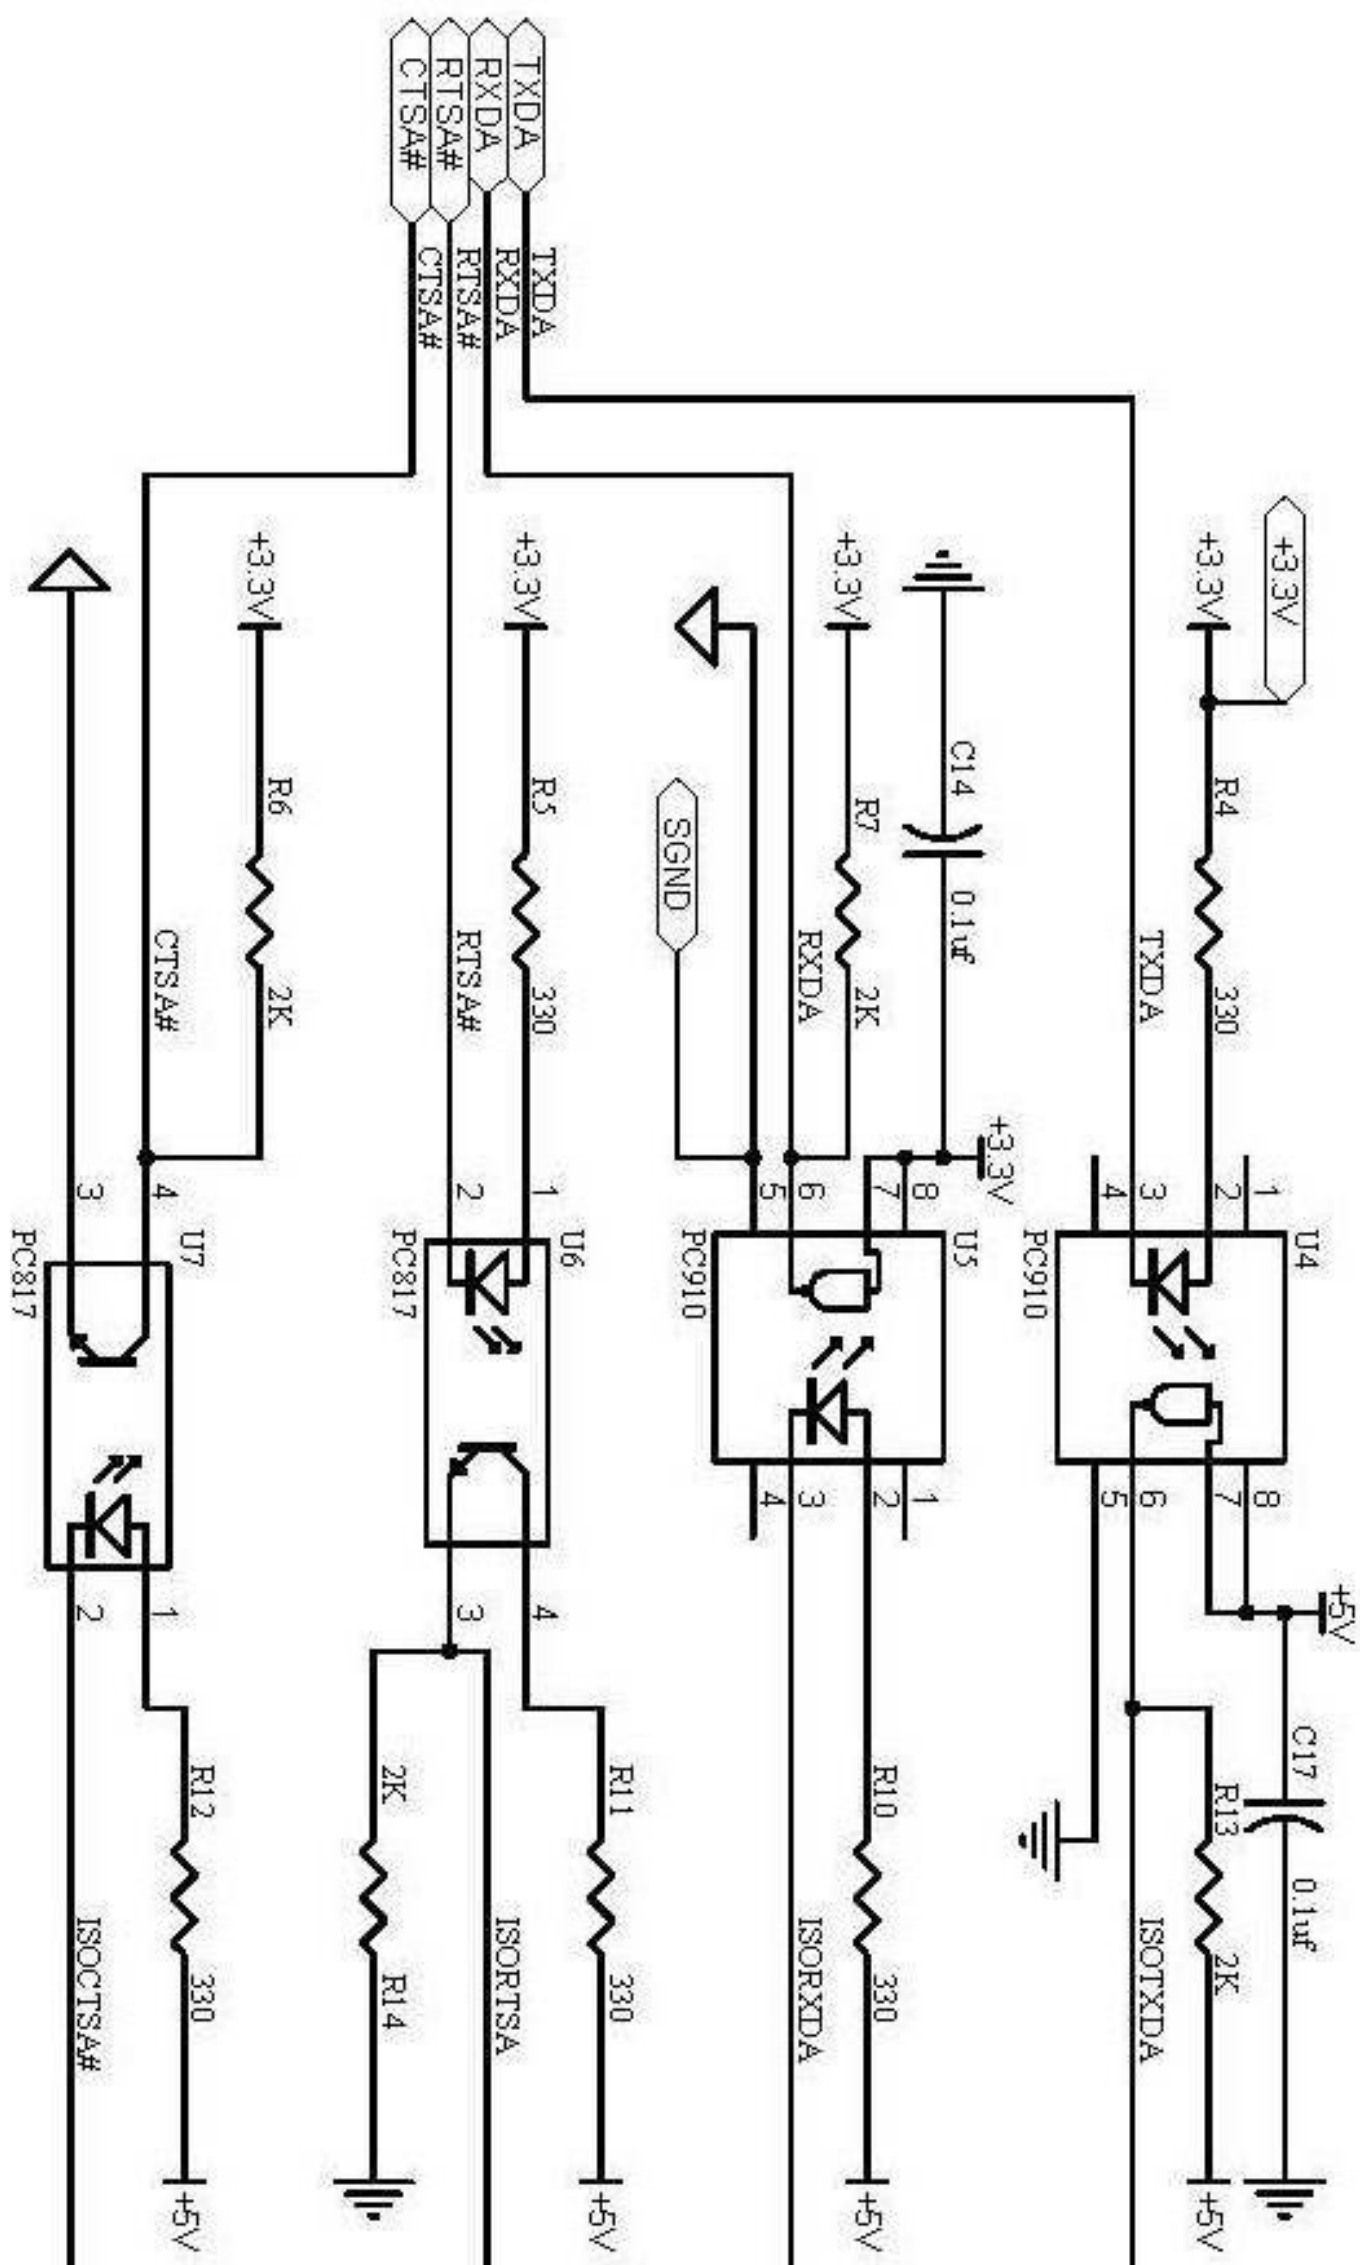 TXDA
RXDA
RTSA#
CTSA#
TXDA
RXDA
RTSA#
CTSA#
+3.3V
+3.3V
R4
330
TXDA
1
2
3
4
U4
PC910
8
7
6
5
+5V
C17
0.1uf
R13
2K
+5V
ISOTXDA
C14
0.1uf
+3.3V
+3.3V
R7
2K
RXDA
SGND
8
7
6
5
U5
PC910
1
2
3
4
R10
330
+5V
ISORXDA
+3.3V
R5
330
RTSA#
1
2
U6
PC817
4
3
R11
330
+5V
ISORTSA
2K
R14
+3.3V
R6
2K
CTSA#
4
3
U7
PC817
1
2
R12
330
+5V
ISOCTSA#